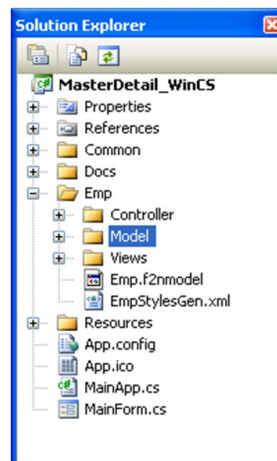 Solution Explorer
MasterDetail_WinCS
Properties
References
Common
Docs
Emp
Controller
Model
Views
Emp.f2nmodel
EmpStylesGen.xml
Resources
App.config
App.ico
MainApp.cs
MainForm.cs